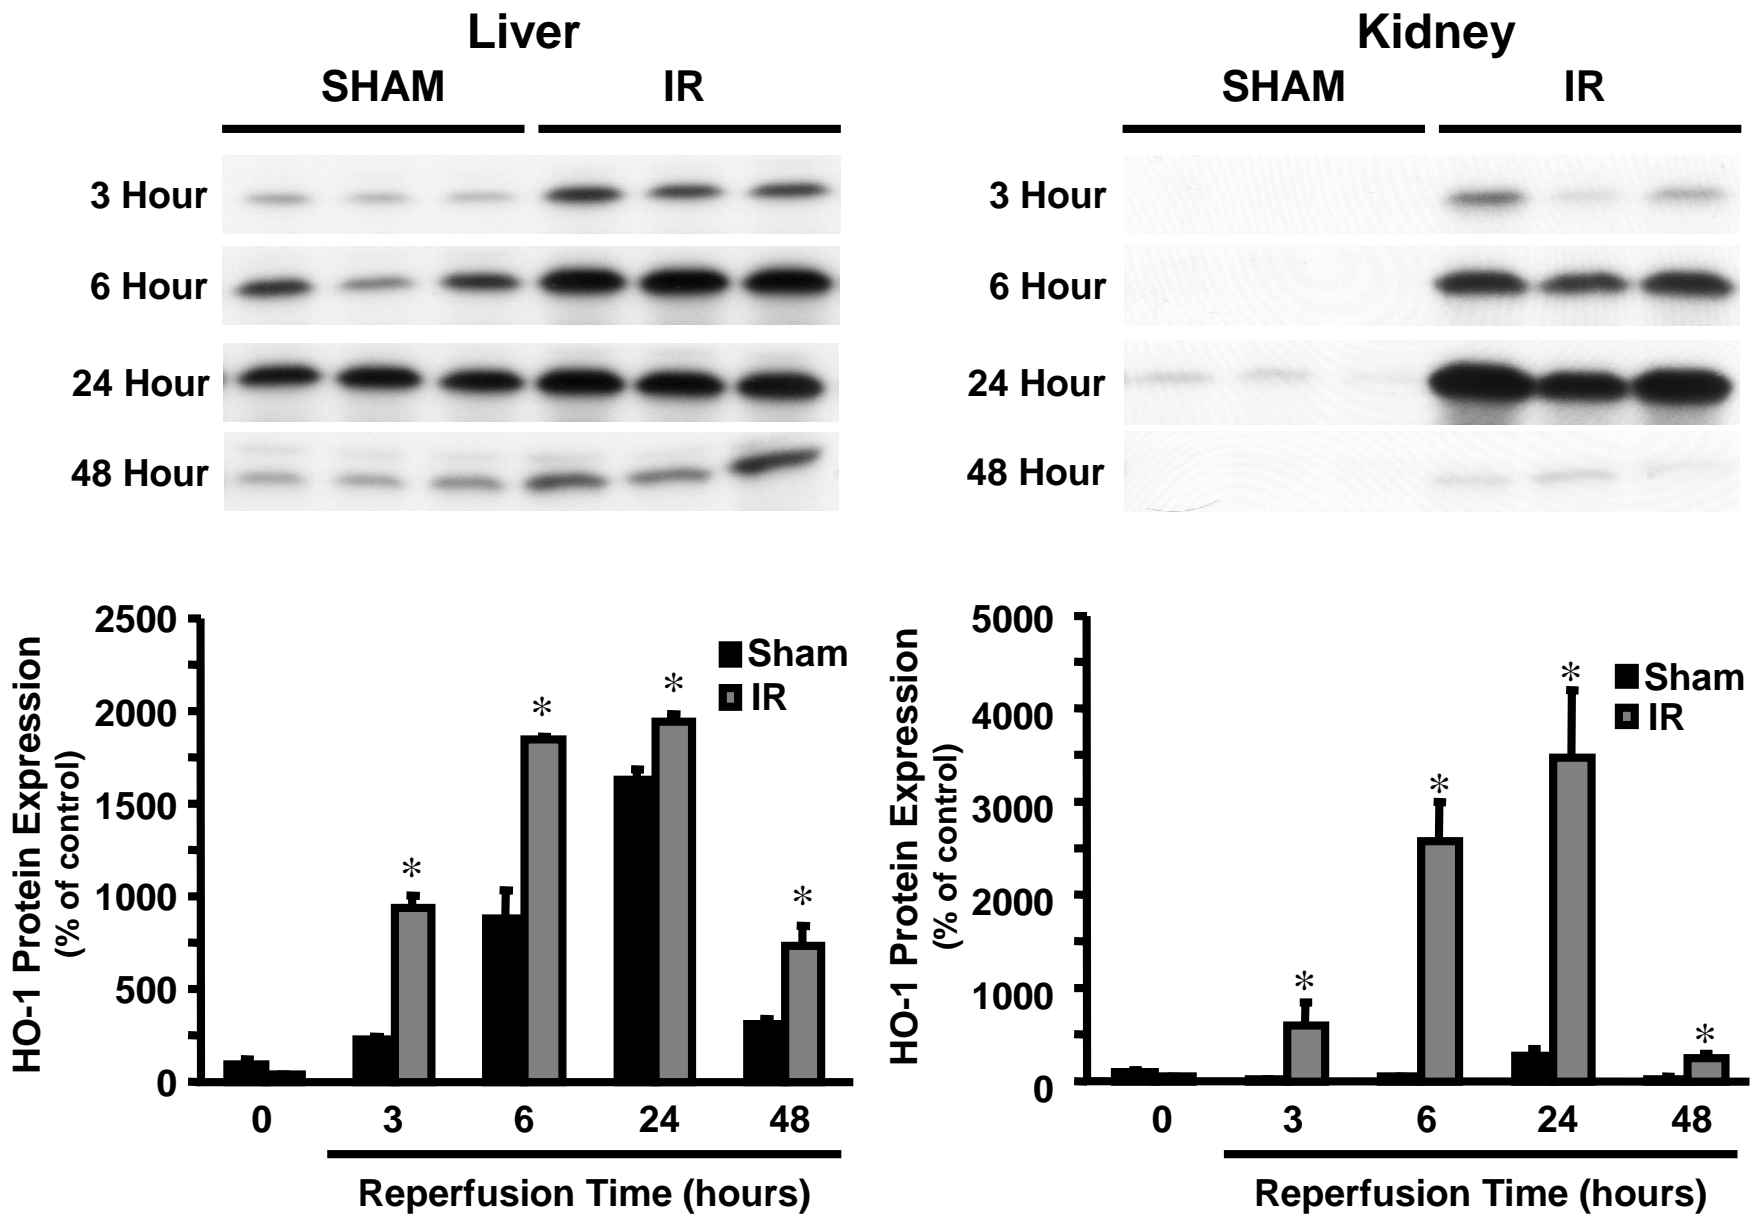 Liver
SHAM IR
3 Hour
6 Hour
24 Hour
48 Hour
Kidney
SHAM IR
3 Hour
6 Hour
24 Hour
48 Hour
HO-1 Protein Expression
(% of control)
2500
2000
1500
1000
500
0
Sham
IR
*
*
*
*
0 3 6 24 48
Reperfusion Time (hours)
HO-1 Protein Expression
(% of control)
5000
4000
3000
2000
1000
0
Sham
IR
*
*
*
*
0 3 6 24 48
Reperfusion Time (hours)